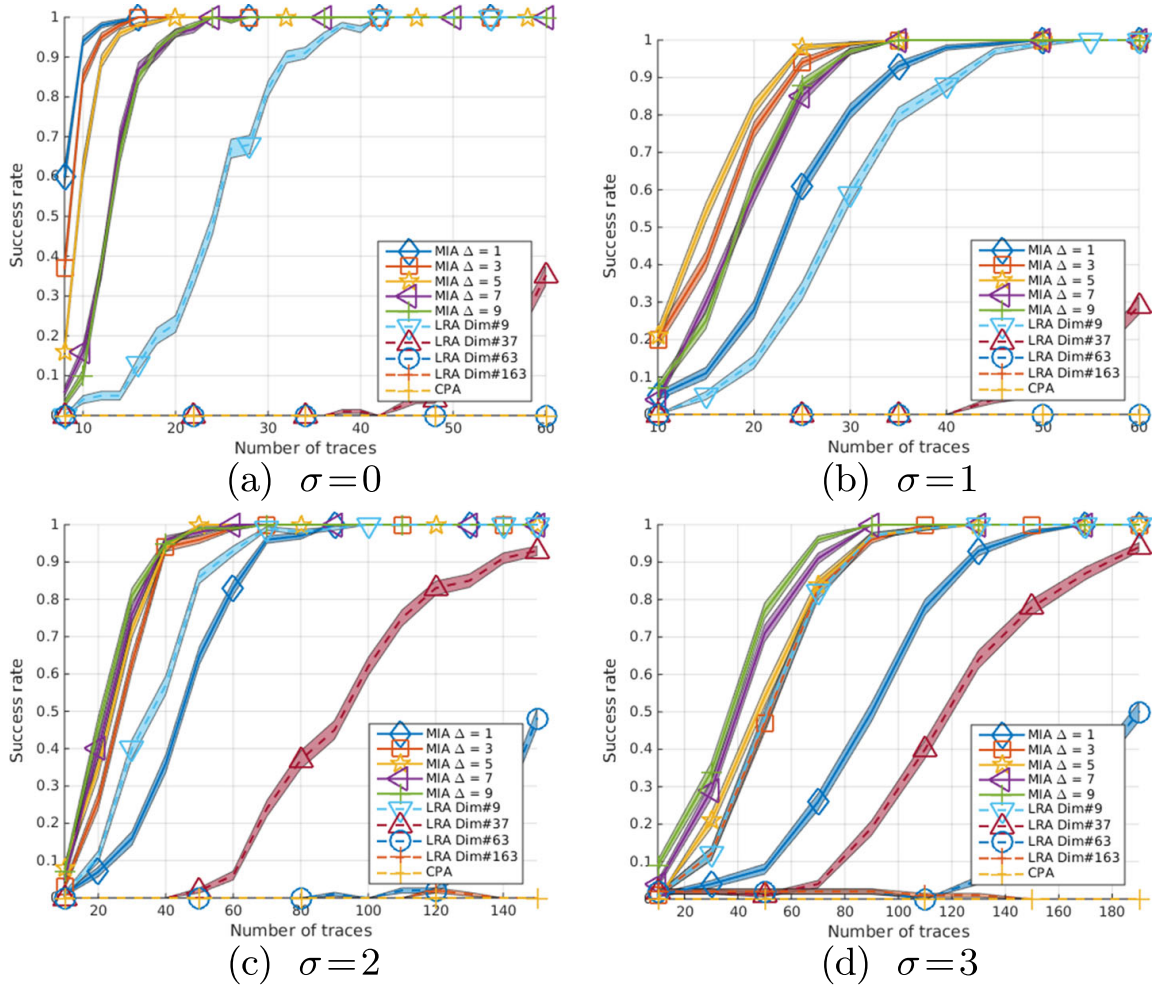 1
0.9
0.8
0.7
0.6
0.5
0.4
0.3
0.2
0.1
0
Success rate
10 20 30 40 50 60
Number of traces
MIA Δ = 1
MIA Δ = 3
MIA Δ = 5
MIA Δ = 7
MIA Δ = 9
LRA Dim#9
LRA Dim#37
LRA Dim#63
LRA Dim#163
CPA
(a) σ=0
1
0.9
0.8
0.7
0.6
0.5
0.4
0.3
0.2
0.1
0
Success rate
10 20 30 40 50 60
Number of traces
MIA Δ = 1
MIA Δ = 3
MIA Δ = 5
MIA Δ = 7
MIA Δ = 9
LRA Dim#9
LRA Dim#37
LRA Dim#63
LRA Dim#163
CPA
(b) σ=1
1
0.9
0.8
0.7
0.6
0.5
0.4
0.3
0.2
0.1
0
Success rate
20 40 60 80 100 120 140
Number of traces
MIA Δ = 1
MIA Δ = 3
MIA Δ = 5
MIA Δ = 7
MIA Δ = 9
LRA Dim#9
LRA Dim#37
LRA Dim#63
LRA Dim#163
CPA
(c) σ=2
1
0.9
0.8
0.7
0.6
0.5
0.4
0.3
0.2
0.1
0
Success rate
20 40 60 80 100 120 140 160 180
Number of traces
MIA Δ = 1
MIA Δ = 3
MIA Δ = 5
MIA Δ = 7
MIA Δ = 9
LRA Dim#9
LRA Dim#37
LRA Dim#63
LRA Dim#163
CPA
(d) σ=3